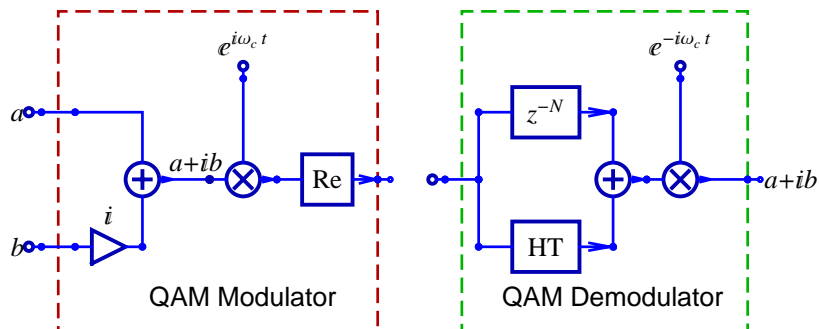 e^{iω_c t}
a
a+ib
Re
i
b
QAM Modulator
e^{-iω_c t}
z^{-N}
a+ib
HT
QAM Demodulator